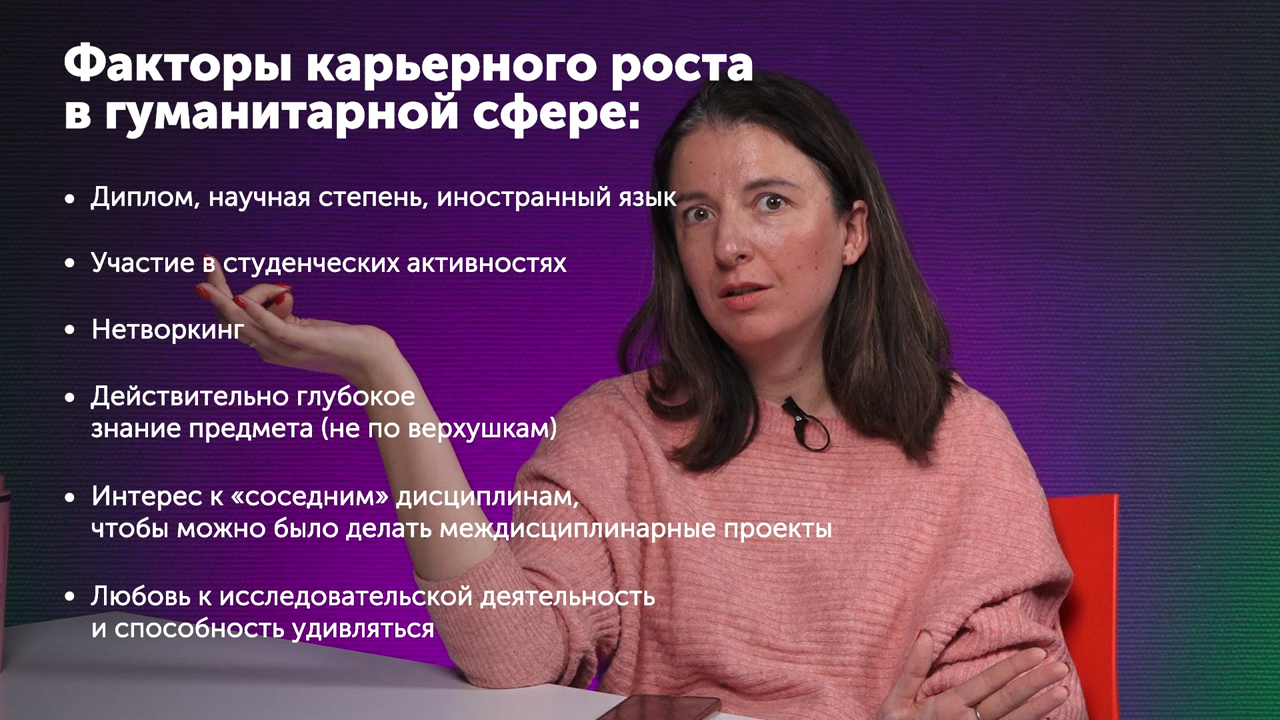 Факторы карьерного роста
в гуманитарной сфере:
• Диплом, научная степень, иностранный язык
• Участие в студенческих активностях
• Нетворкинг
• Действительно глубокое
знание предмета (не по верхушкам)
• Интерес к «соседним» дисциплинам,
чтобы можно было делать междисциплинарные проекты
• Любовь к исследовательской деятельность
и способность удивляться